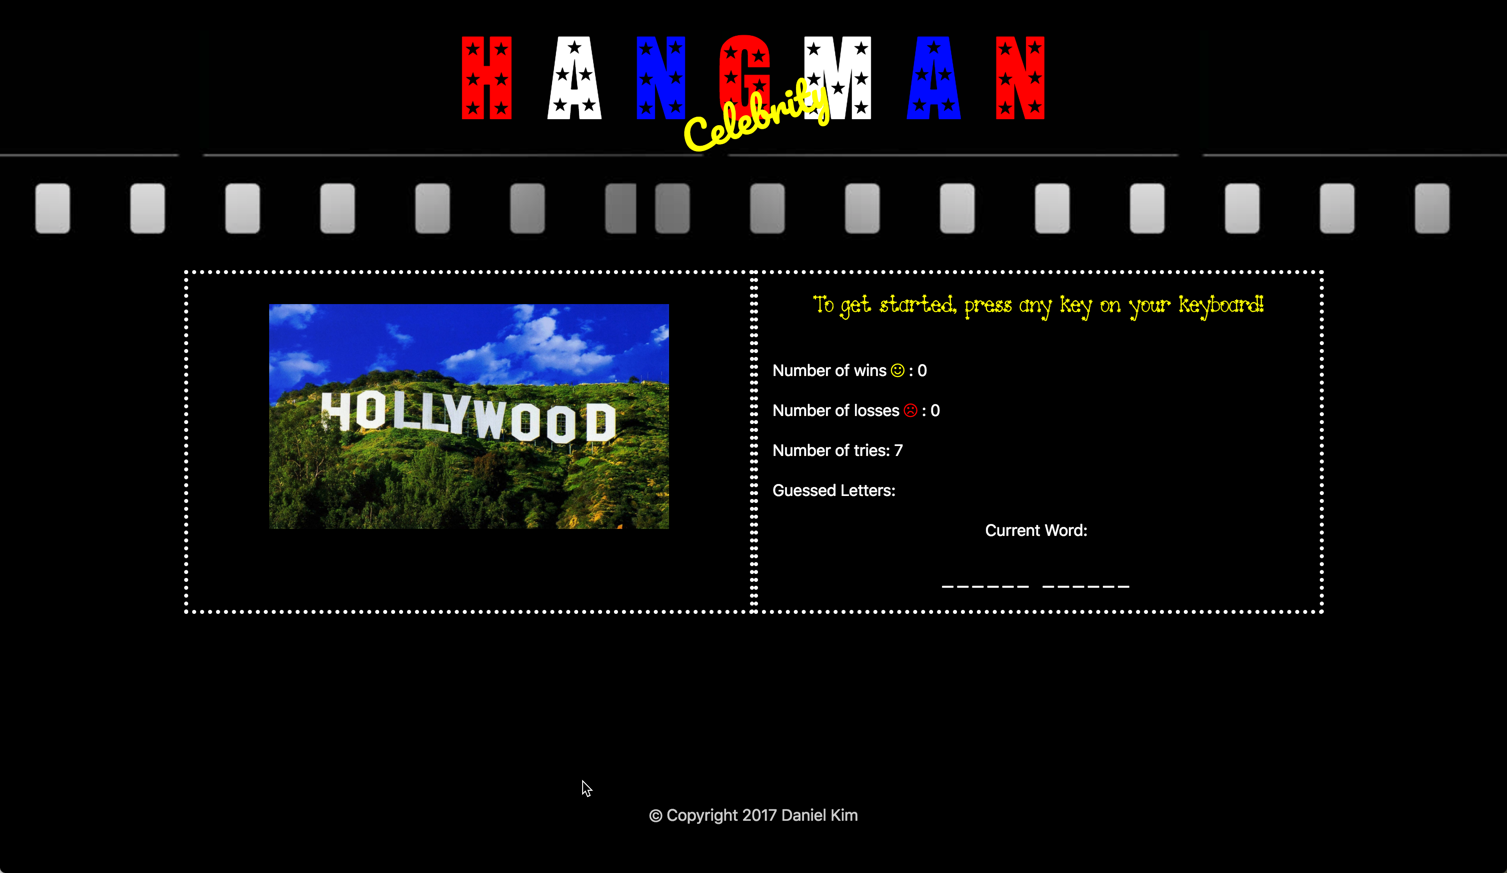 HANGMAN
Celebrity
HOLLYWOOD
To get started, press any key on your keyboard!
Number of wins ☺ : 0
Number of losses ☹ : 0
Number of tries: 7
Guessed Letters:
Current Word:
_ _ _ _ _ _  _ _ _ _ _ _
© Copyright 2017 Daniel Kim